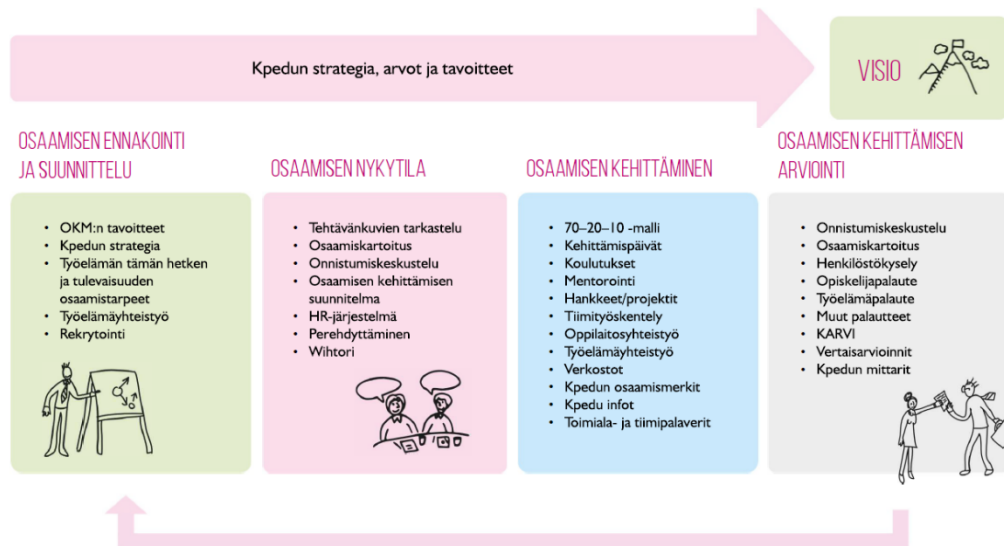 Kpedun strategia, arvot ja tavoitteet
VISIO
OSAAMISEN ENNAKOINTI
JA SUUNNITTELU
• OKM:n tavoitteet
• Kpedun strategia
• Työelämän tämän hetken
ja tulevaisuuden
osaamistarpeet
• Työelämäyhteistyö
• Rekrytointi
OSAAMISEN NYKYTILA
• Tehtävänkuvien tarkastelu
• Osaamiskartoitus
• Onnistumiskeskustelu
• Osaamisen kehittämisen
suunnitelma
• HR-järjestelmä
• Perehdyttäminen
• Wihtori
OSAAMISEN KEHITTÄMINEN
• 70–20–10 -malli
• Kehittämispäivät
• Koulutukset
• Mentorointi
• Hankkeet/projektit
• Tiimityöskentely
• Oppilaitosyhteistyö
• Työelämäyhteistyö
• Verkostot
• Kpedun osaamismerkit
• Kpedu infot
• Toimiala- ja tiimipalaverit
OSAAMISEN KEHITTÄMISEN
ARVIOINTI
• Onnistumiskeskustelu
• Osaamiskartoitus
• Henkilöstökysely
• Opiskelijapalaute
• Työelämäpalaute
• Muut palautteet
• KARVI
• Vertaisarvioinnit
• Kpedun mittarit